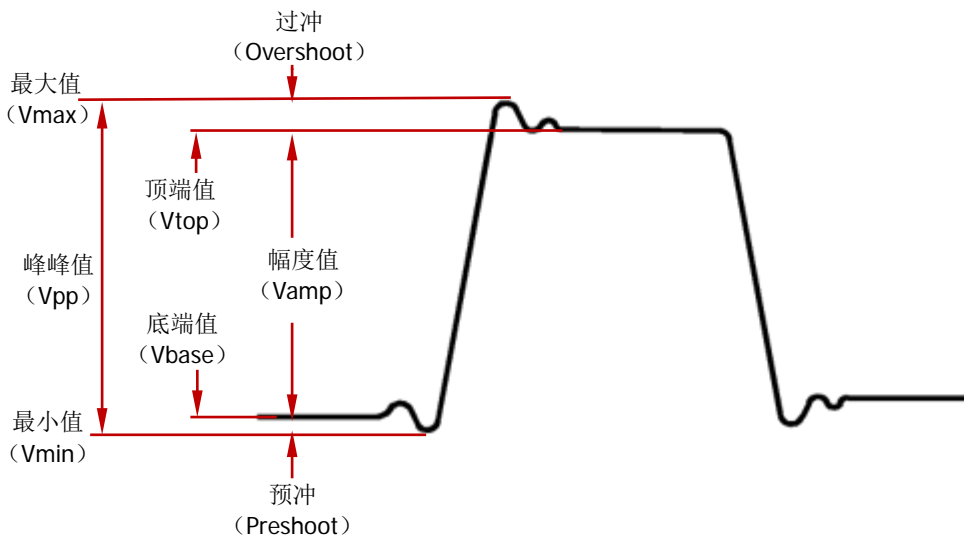 过冲
（Overshoot）
最大值
（Vmax）
顶端值
（Vtop）
峰峰值
（Vpp）
幅度值
（Vamp）
底端值
（Vbase）
最小值
（Vmin）
预冲
（Preshoot）